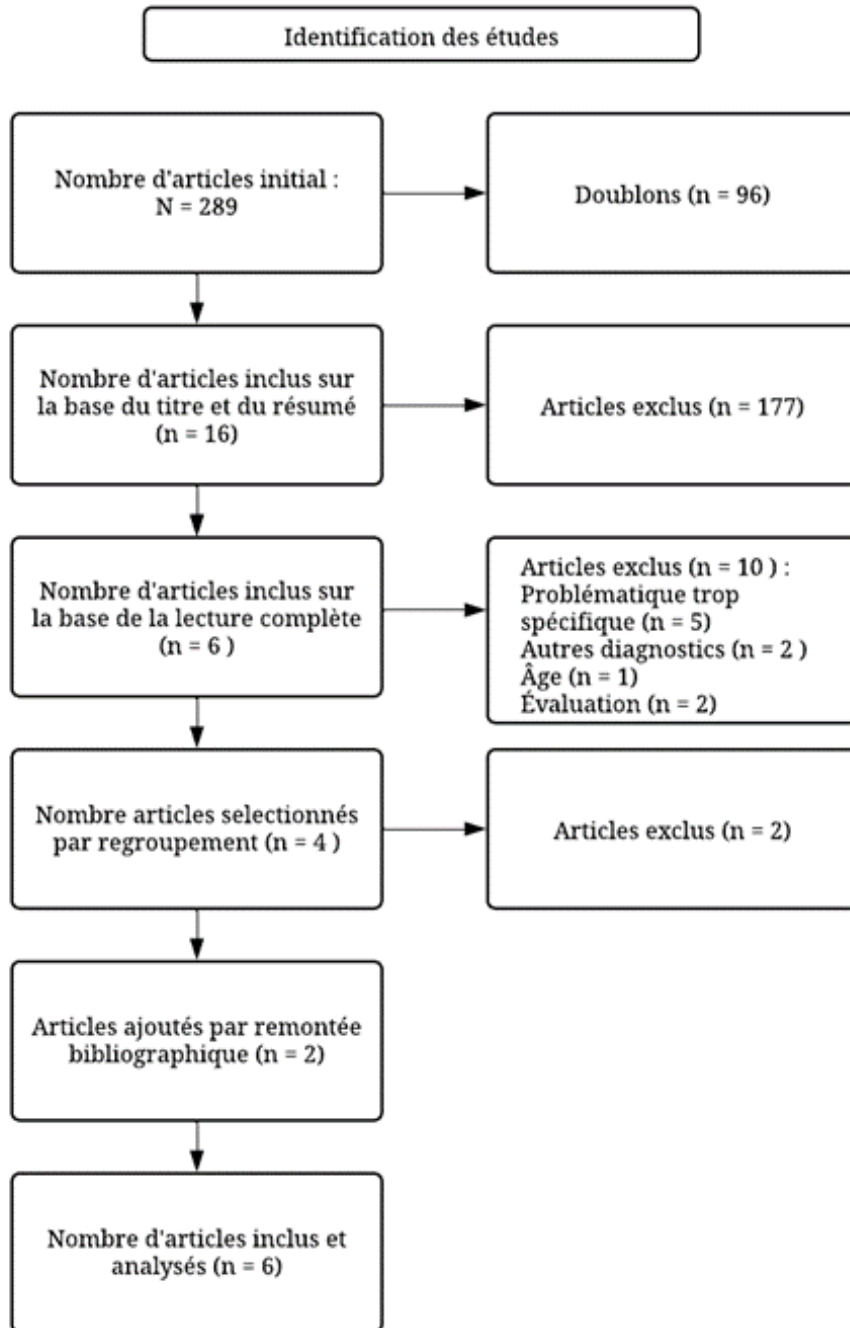 Identification des études
Nombre d'articles initial :
N = 289
Doublons (n = 96)
Nombre d'articles inclus sur
la base du titre et du résumé
(n = 16)
Articles exclus (n = 177)
Nombre d'articles inclus sur
la base de la lecture complète
(n = 6 )
Articles exclus (n = 10 ) :
Problématique trop
spécifique (n = 5)
Autres diagnostics (n = 2 )
Âge (n = 1)
Évaluation (n = 2)
Nombre articles selectionnés
par regroupement (n = 4 )
Articles exclus (n = 2)
Articles ajoutés par remontée
bibliographique (n = 2)
Nombre d'articles inclus et
analysés (n = 6)